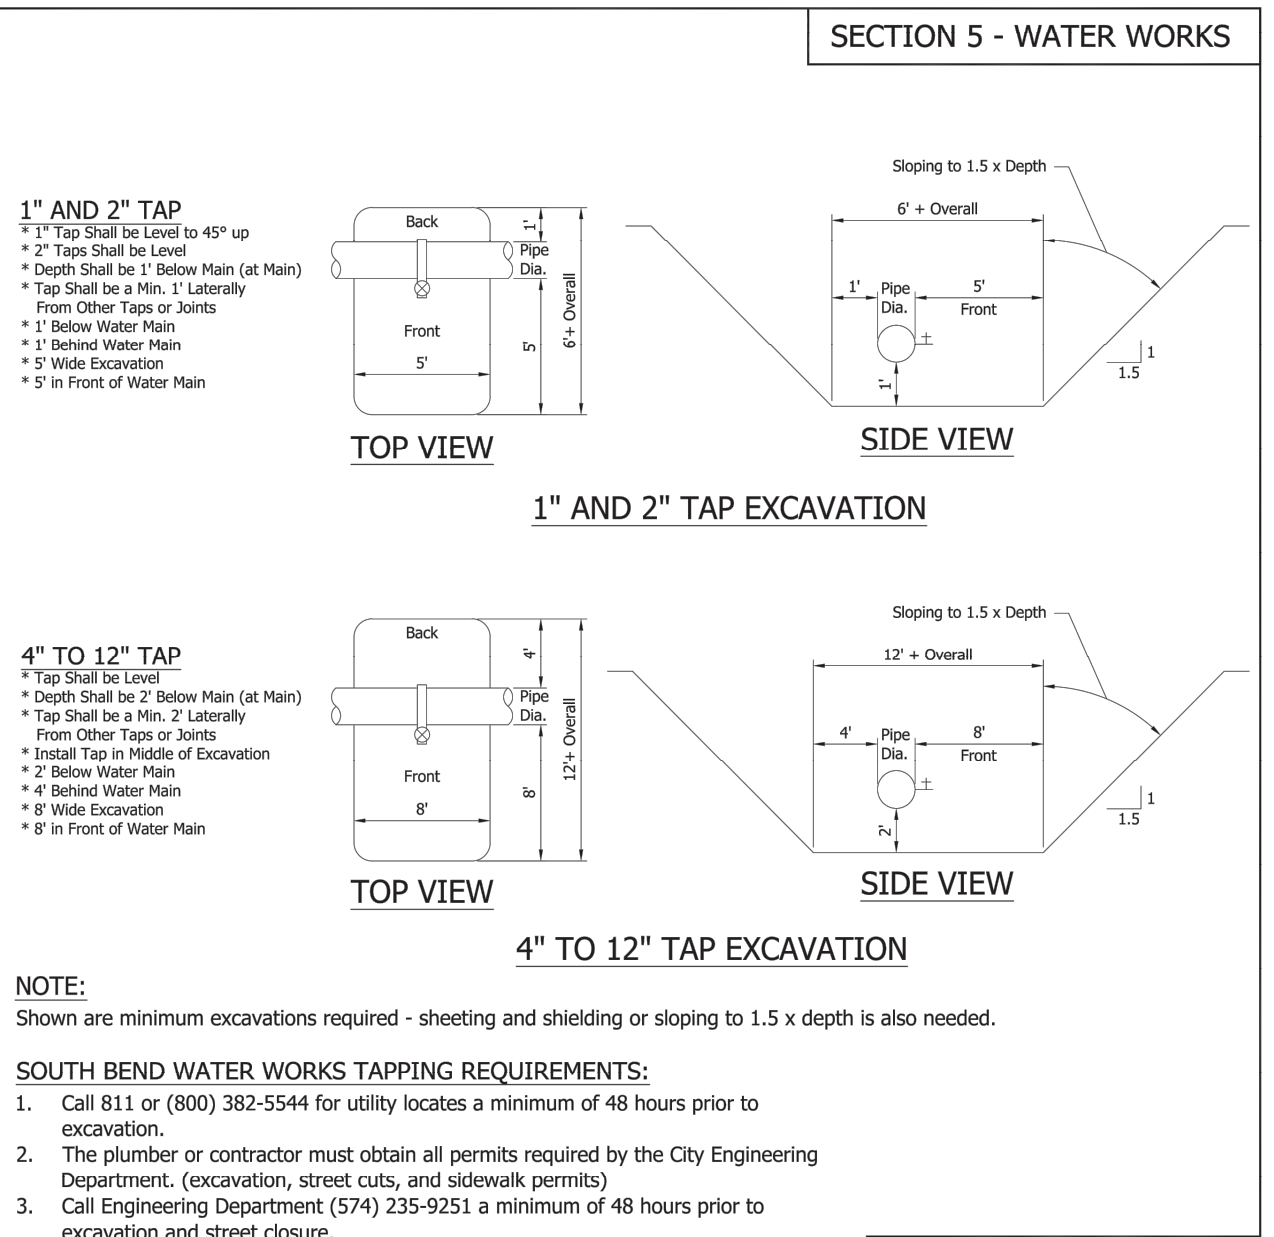 SECTION 5 - WATER WORKS
1" AND 2" TAP
* 1" Tap Shall be Level to 45° up
* 2" Taps Shall be Level
* Depth Shall be 1' Below Main (at Main)
* Tap Shall be a Min. 1' Laterally
From Other Taps or Joints
* 1' Below Water Main
* 1' Behind Water Main
* 5' Wide Excavation
* 5' in Front of Water Main
Back
1'
Pipe
Dia.
6'+ Overall
Front
5'
5'
TOP VIEW
Sloping to 1.5 x Depth
6' + Overall
1'
Pipe
Dia.
5'
Front
1'
1
1.5
SIDE VIEW
1" AND 2" TAP EXCAVATION
4" TO 12" TAP
* Tap Shall be Level
* Depth Shall be 2' Below Main (at Main)
* Tap Shall be a Min. 2' Laterally
From Other Taps or Joints
* Install Tap in Middle of Excavation
* 2' Below Water Main
* 4' Behind Water Main
* 8' Wide Excavation
* 8' in Front of Water Main
Back
4'
Pipe
Dia.
12'+ Overall
Front
8'
8'
TOP VIEW
Sloping to 1.5 x Depth
12' + Overall
4'
Pipe
Dia.
8'
Front
2'
1
1.5
SIDE VIEW
4" TO 12" TAP EXCAVATION
NOTE:
Shown are minimum excavations required - sheeting and shielding or sloping to 1.5 x depth is also needed.
SOUTH BEND WATER WORKS TAPPING REQUIREMENTS:
1. Call 811 or (800) 382-5544 for utility locates a minimum of 48 hours prior to
excavation.
2. The plumber or contractor must obtain all permits required by the City Engineering
Department. (excavation, street cuts, and sidewalk permits)
3. Call Engineering Department (574) 235-9251 a minimum of 48 hours prior to
excavation and street closure.